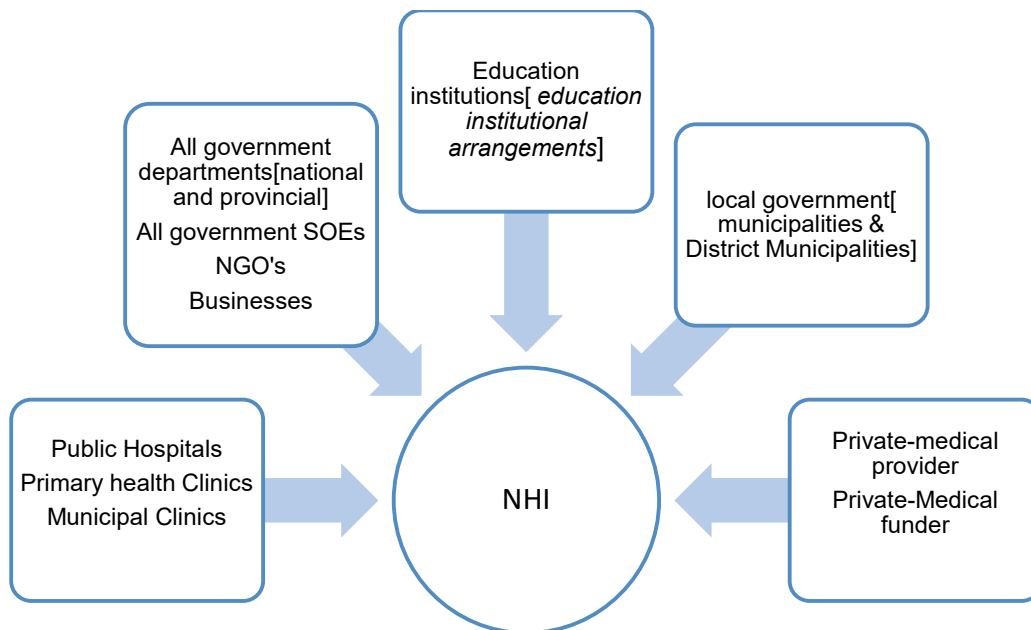 Education
institutions[ education
institutional
arrangements]
All government
departments[national
and provincial]
All government SOEs
NGO's
Businesses
local government[
municipalities &
District Municipalities]
Public Hospitals
Primary health Clinics
Municipal Clinics
NHI
Private-medical
provider
Private-Medical
funder